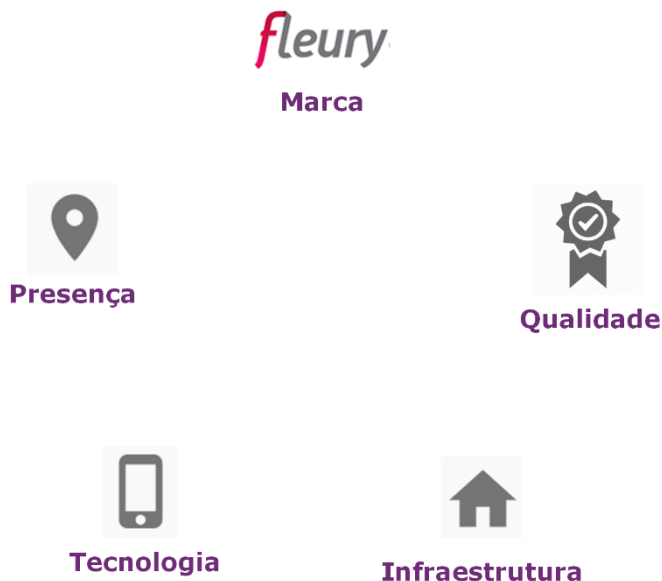 fleury
Marca
Presença
Qualidade
Tecnologia
Infraestrutura